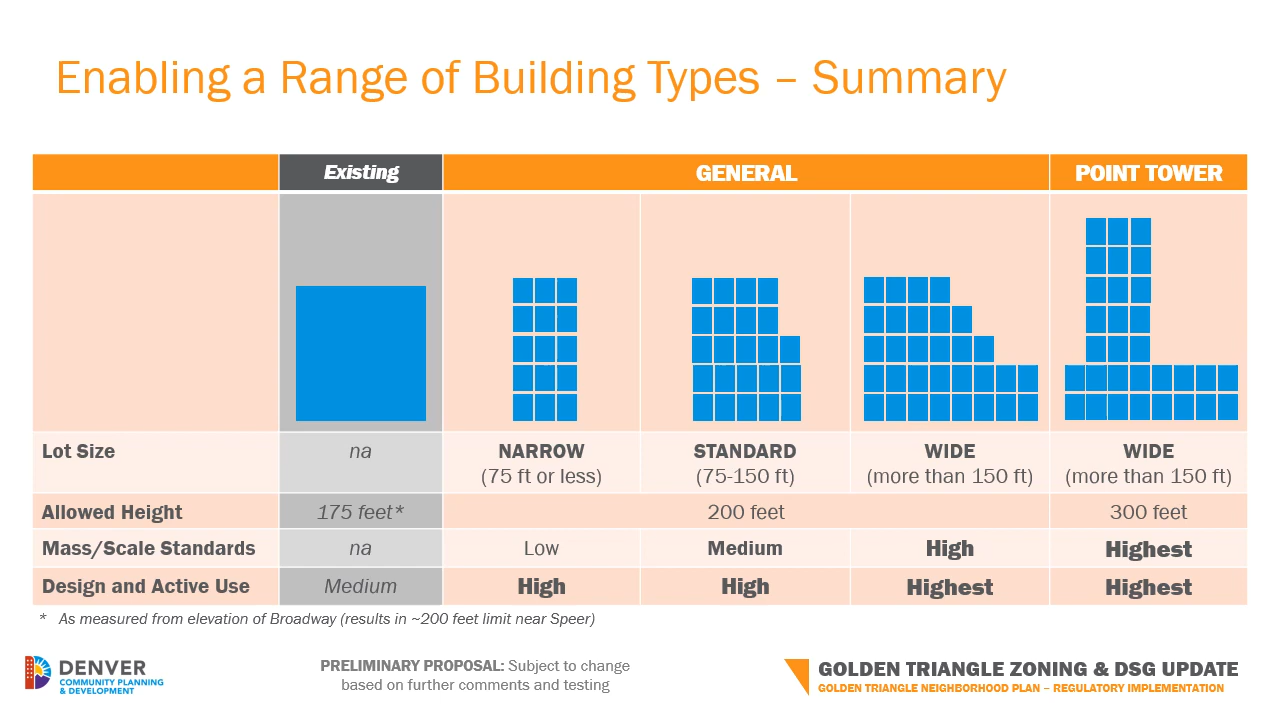 Enabling a Range of Building Types – Summary
Existing GENERAL POINT TOWER
Lot Size na NARROW STANDARD WIDE WIDE
(75 ft or less) (75-150 ft) (more than 150 ft) (more than 150 ft)
Allowed Height 175 feet* 200 feet 300 feet
Mass/Scale Standards na Low Medium High Highest
Design and Active Use Medium High High Highest Highest
* As measured from elevation of Broadway (results in ~200 feet limit near Speer)
DENVER
COMMUNITY PLANNING
& DEVELOPMENT
PRELIMINARY PROPOSAL: Subject to change
based on further comments and testing
GOLDEN TRIANGLE ZONING & DSG UPDATE
GOLDEN TRIANGLE NEIGHBORHOOD PLAN – REGULATORY IMPLEMENTATION